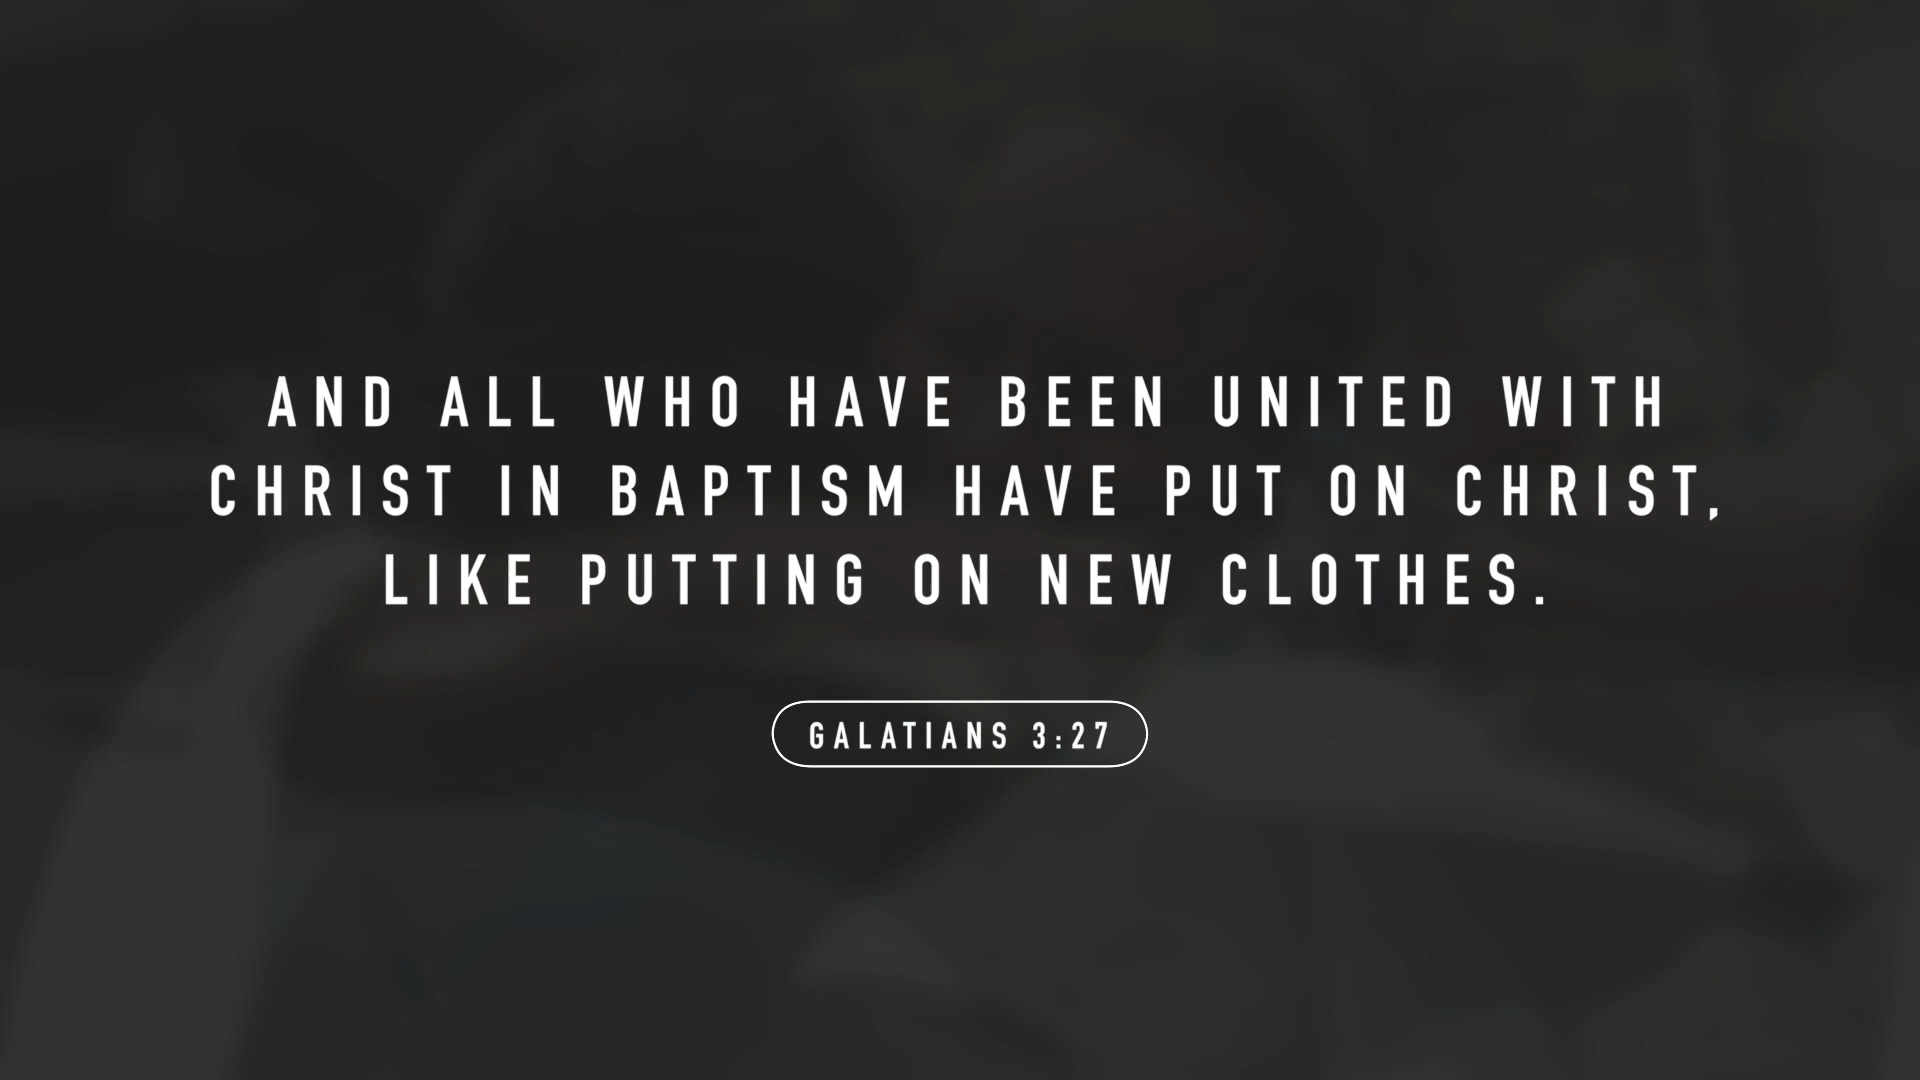 AND ALL WHO HAVE BEEN UNITED WITH
CHRIST IN BAPTISM HAVE PUT ON CHRIST,
LIKE PUTTING ON NEW CLOTHES.
GALATIANS 3:27